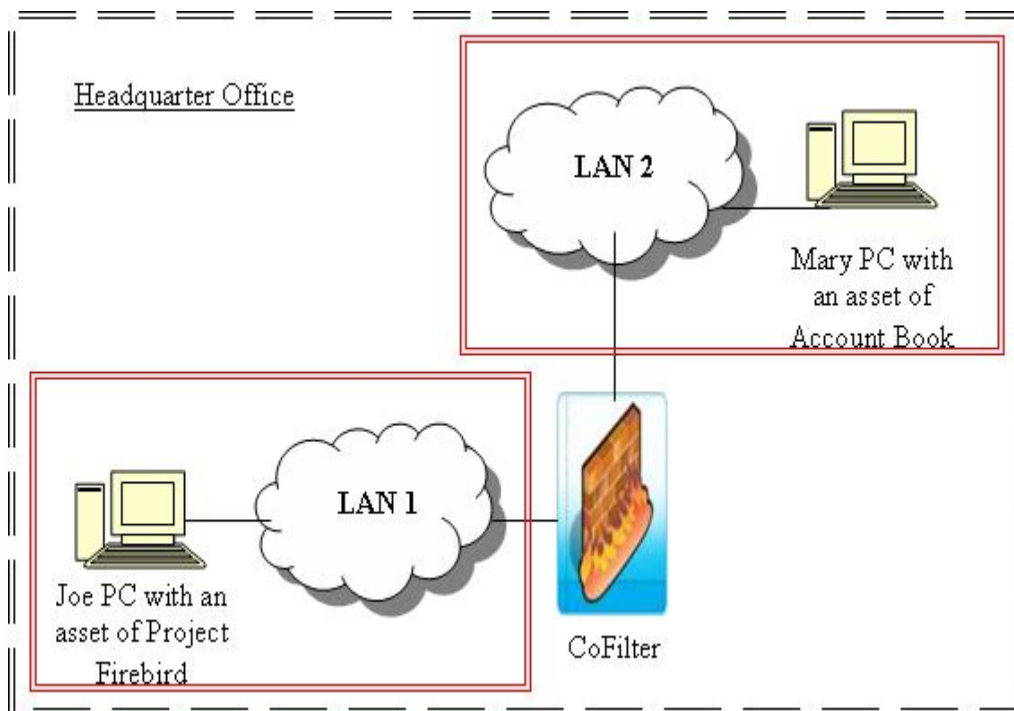 Headquarter Office
LAN 2
Mary PC with
an asset of
Account Book
LAN 1
Joe PC with an
asset of Project
Firebird
CoFilter